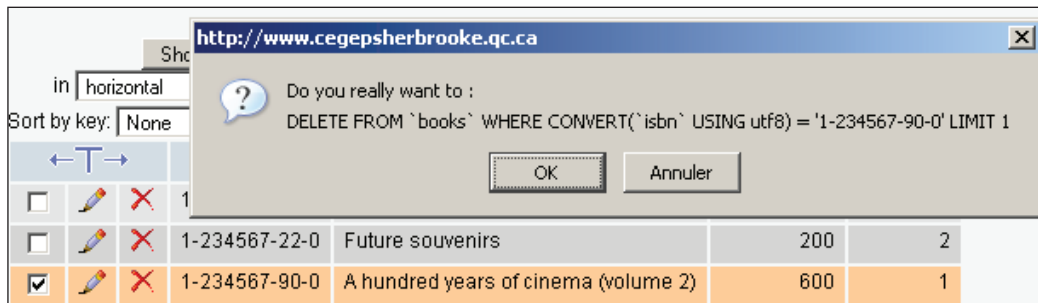 http://www.cegepsherbrooke.qc.ca
Sho
in horizontal
Do you really want to :
DELETE FROM `books` WHERE CONVERT(`isbn` USING utf8) = '1-234567-90-0' LIMIT 1
Sort by key: None
OK Annuler
←T→
1
1-234567-22-0 Future souvenirs 200 2
1-234567-90-0 A hundred years of cinema (volume 2) 600 1